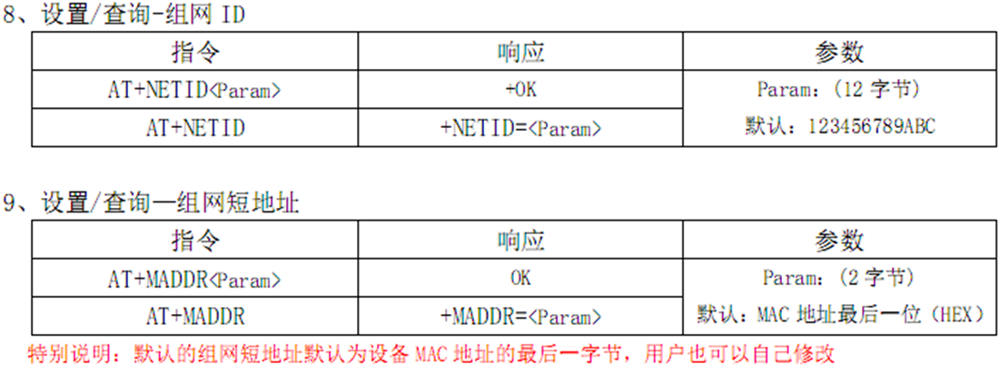 8、设置/查询-组网 ID
指令 响应 参数
AT+NETID<Param> +OK Param：(12 字节)
AT+NETID +NETID=<Param> 默认：123456789ABC
9、设置/查询—组网短地址
指令 响应 参数
AT+MADDR<Param> OK Param：(2 字节)
AT+MADDR +MADDR=<Param> 默认：MAC 地址最后一位（HEX）
特别说明：默认的组网短地址默认为设备 MAC 地址的最后一字节，用户也可以自己修改